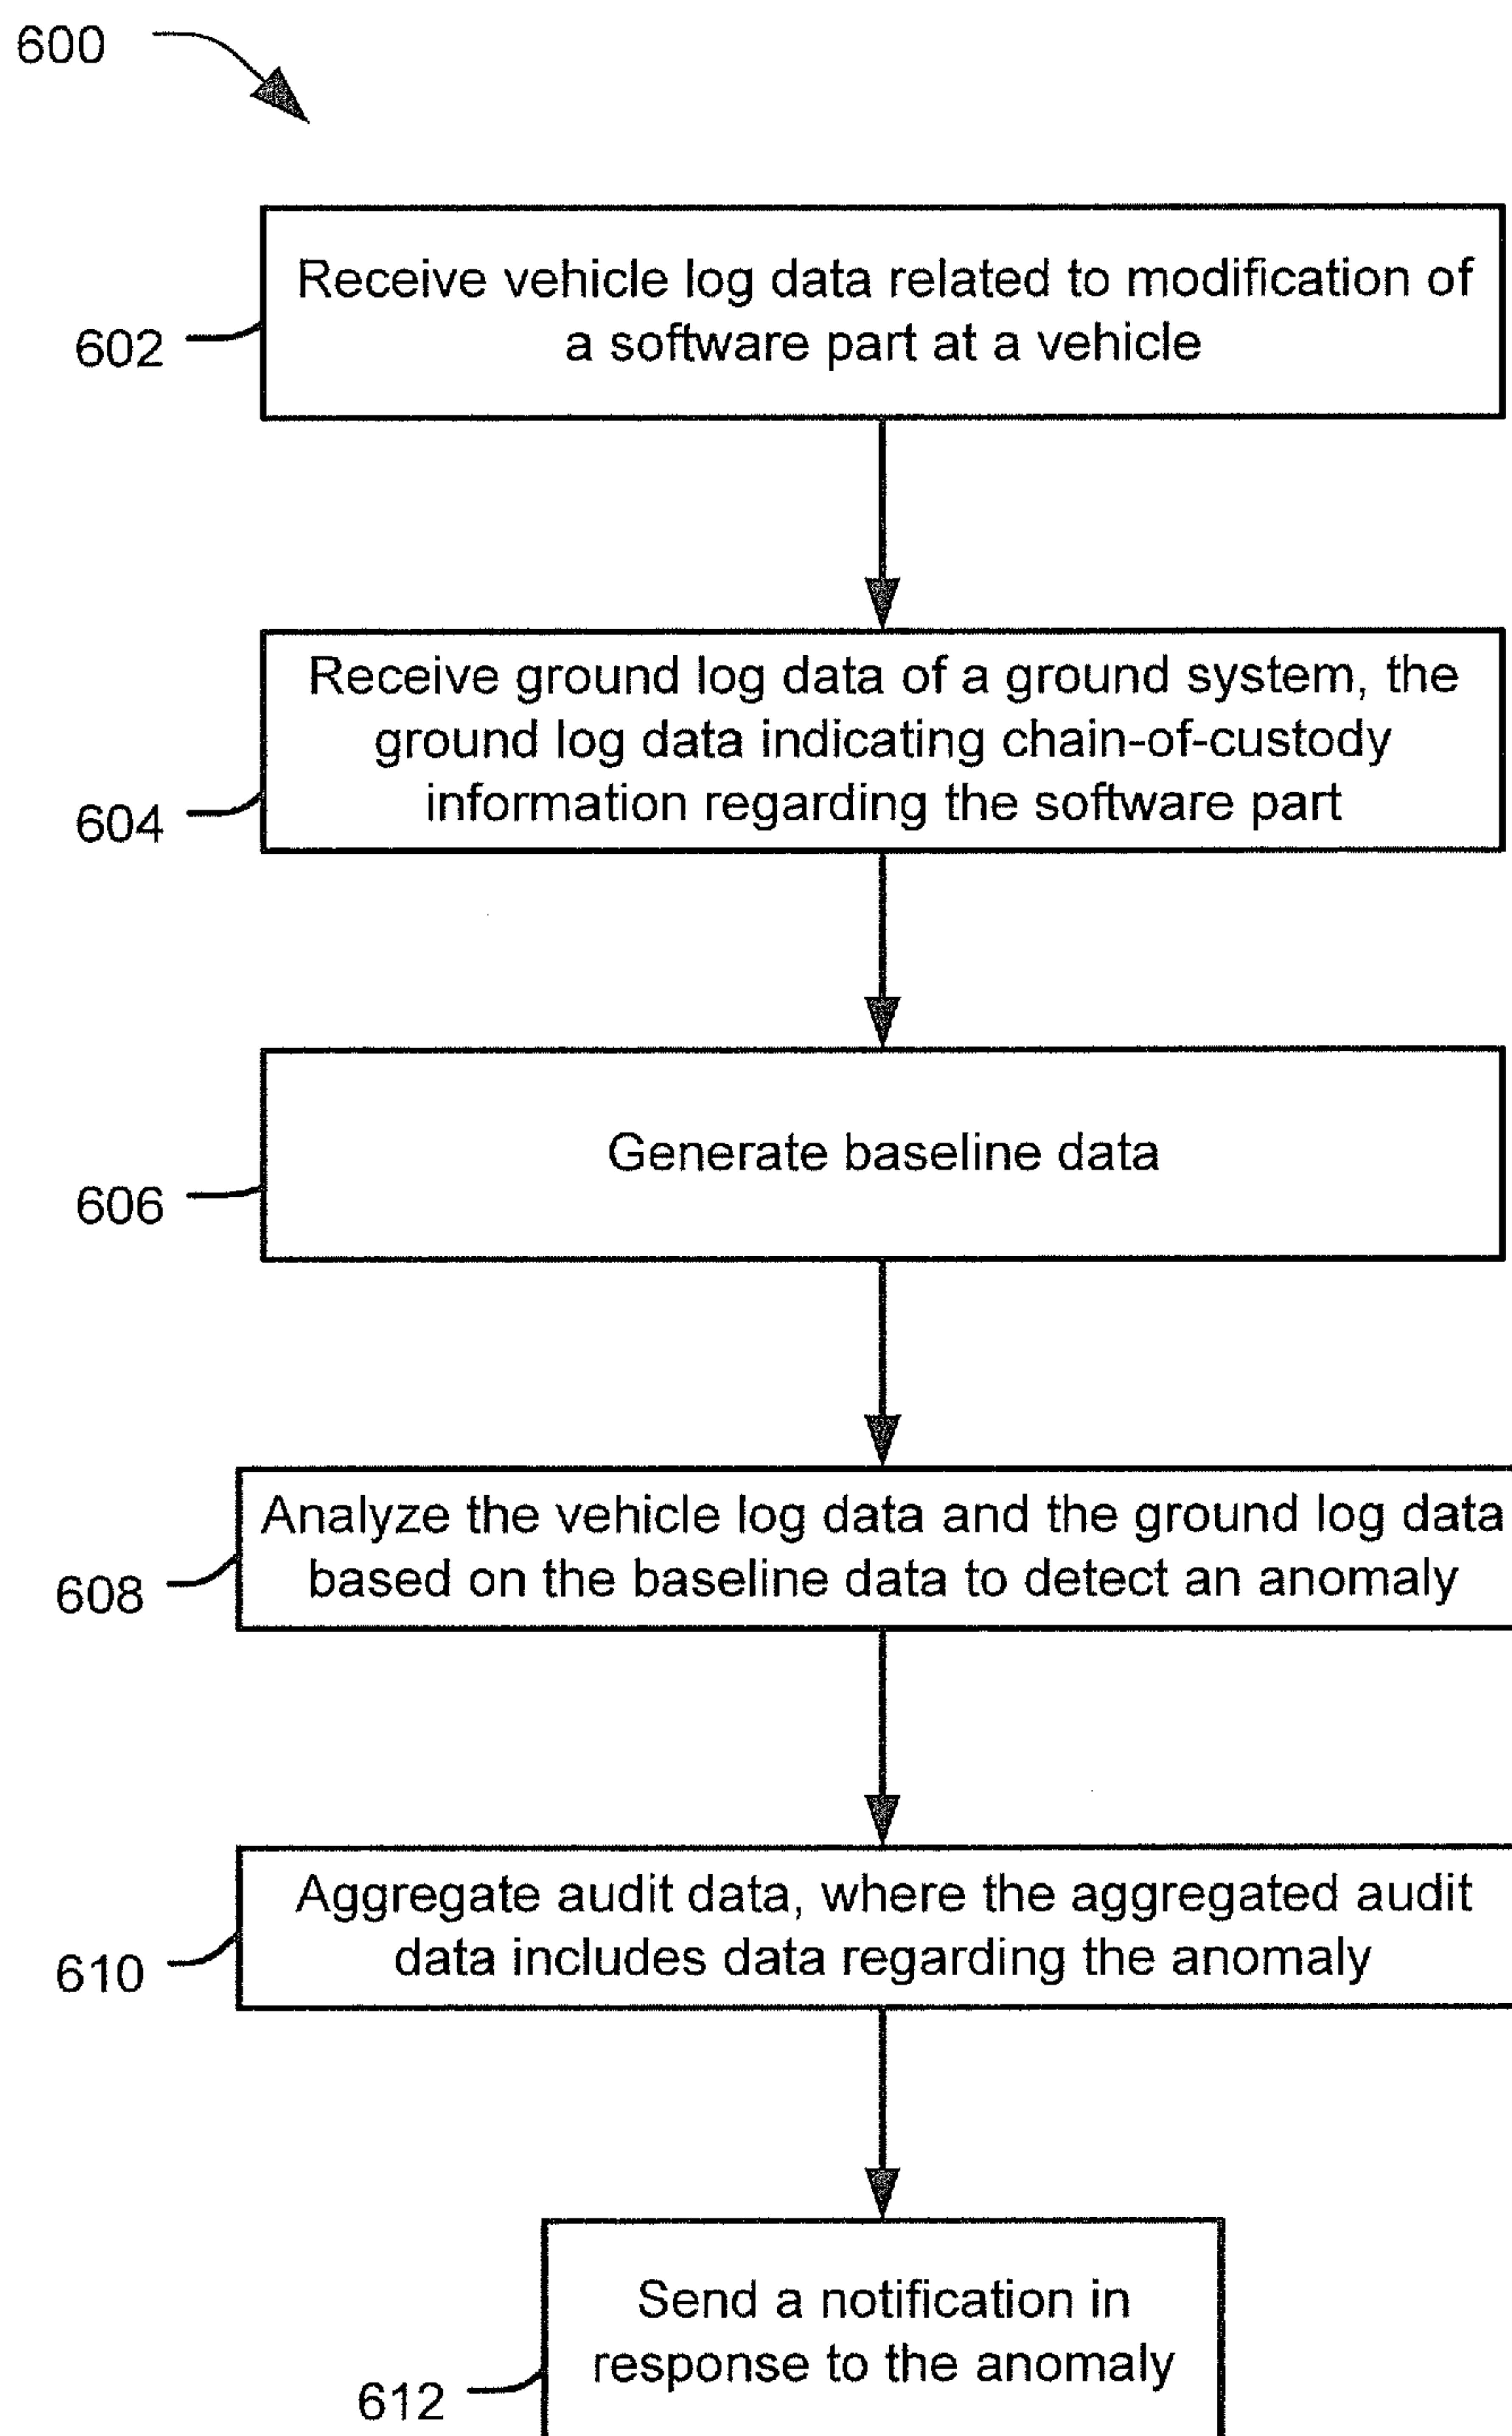 600
Receive vehicle log data related to modification of
a software part at a vehicle
602
Receive ground log data of a ground system, the
ground log data indicating chain-of-custody
information regarding the software part
604
Generate baseline data
606
Analyze the vehicle log data and the ground log data
based on the baseline data to detect an anomaly
608
Aggregate audit data, where the aggregated audit
data includes data regarding the anomaly
610
Send a notification in
response to the anomaly
612